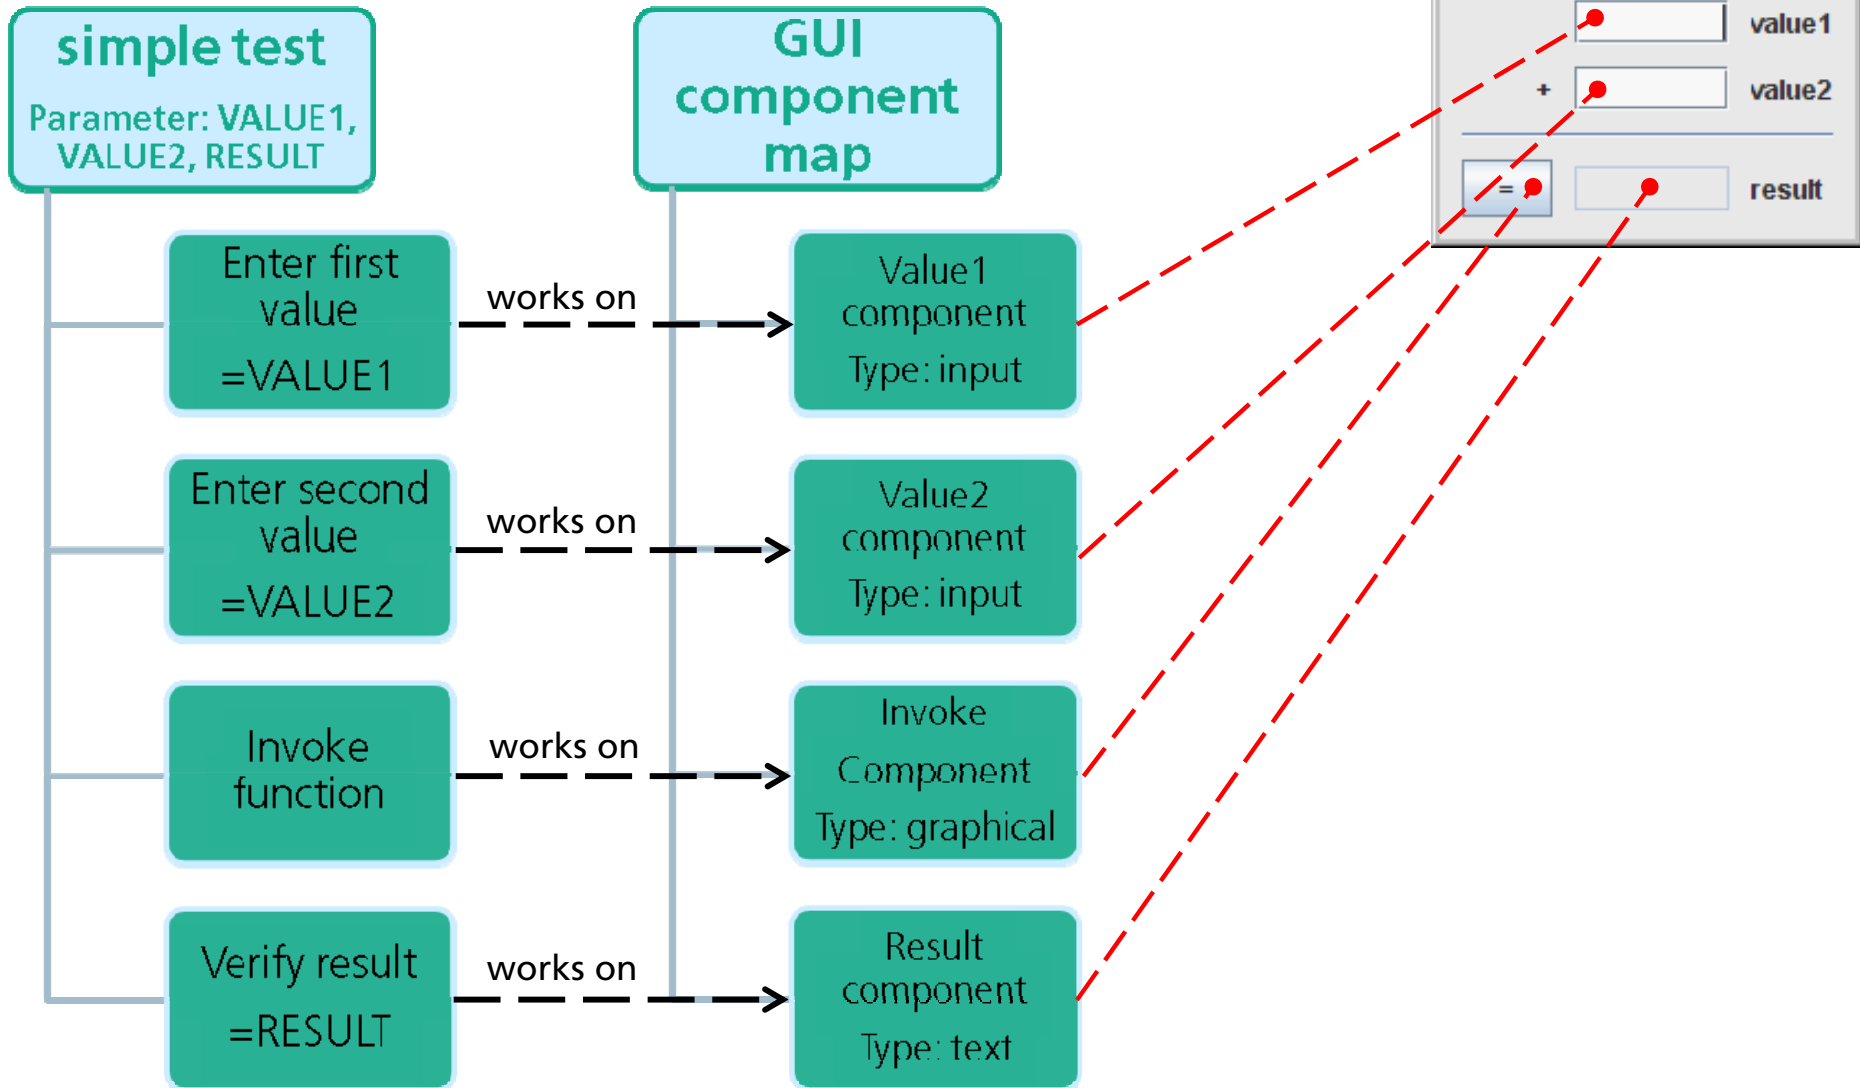 simple test
Parameter: VALUE1,
VALUE2, RESULT
GUI
component
map
value1
+
value2
=
result
Enter first
value
=VALUE1
works on
Value1
component
Type: input
Enter second
value
=VALUE2
works on
Value2
component
Type: input
Invoke
function
works on
Invoke
Component
Type: graphical
Verify result
=RESULT
works on
Result
component
Type: text